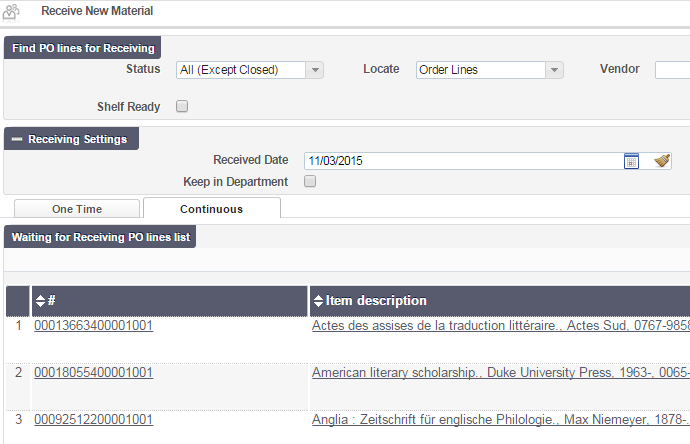 Receive New Material
Find PO lines for Receiving
Status All (Except Closed) Locate Order Lines Vendor
Shelf Ready
Receiving Settings
Received Date 11/03/2015
Keep in Department
One Time Continuous
Waiting for Receiving PO lines list
# Item description
1 00013663400001001 Actes des assises de la traduction littéraire., Actes Sud, 0767-9858
2 00018055400001001 American literary scholarship., Duke University Press, 1963-, 0065-
3 00092512200001001 Anglia : Zeitschrift für englische Philologie., Max Niemeyer, 1878-,